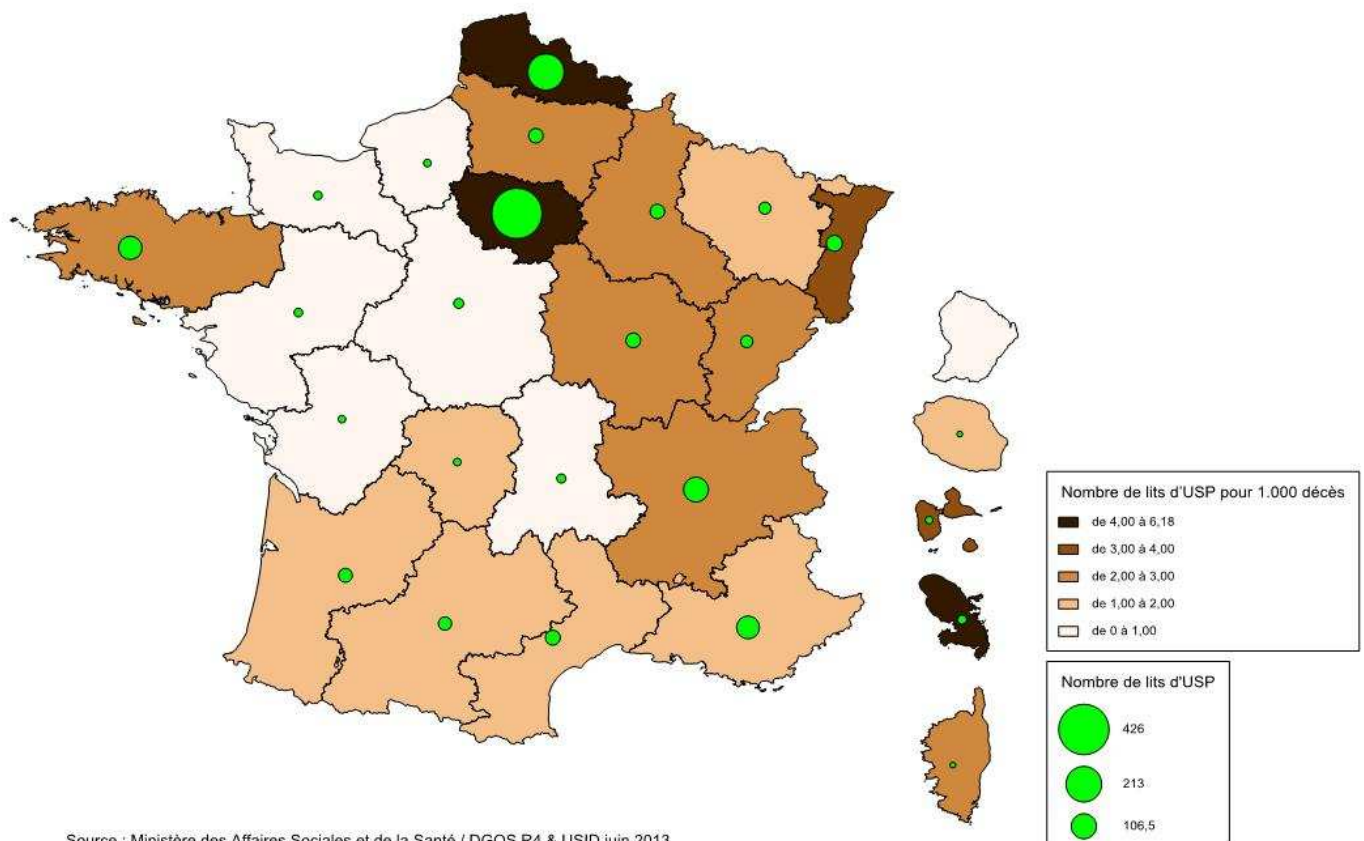 Nombre de lits d'USP pour 1.000 décès
de 4,00 à 6,18
de 3,00 à 4,00
de 2,00 à 3,00
de 1,00 à 2,00
de 0 à 1,00
Nombre de lits d'USP
426
213
106,5
Source : Ministère des Affaires Sociales et de la Santé / DGOS R4 & USID juin 2013